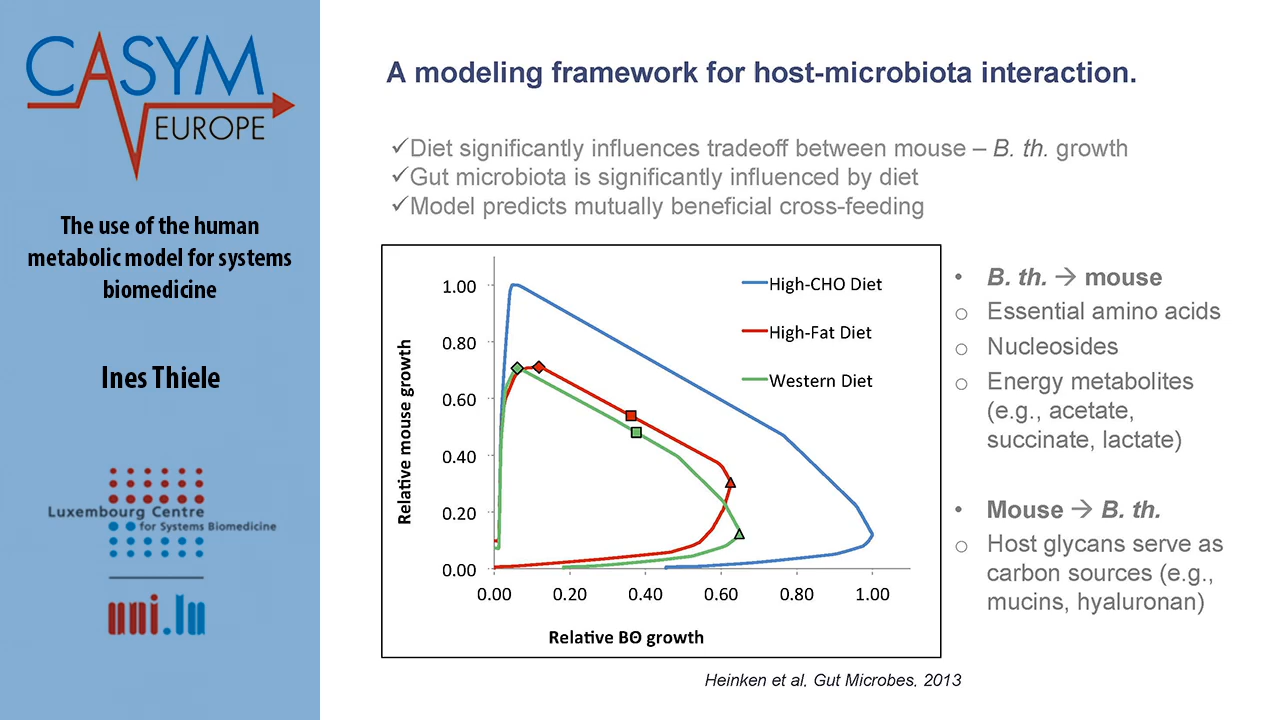 CASYM
EUROPE
The use of the human
metabolic model for systems
biomedicine
Ines Thiele
Luxembourg Centre
for Systems Biomedicine
uni.lu
A modeling framework for host-microbiota interaction.
✓Diet significantly influences tradeoff between mouse – B. th. growth
✓Gut microbiota is significantly influenced by diet
✓Model predicts mutually beneficial cross-feeding
Relative mouse growth
1.00
0.80
0.60
0.40
0.20
0.00
0.00 0.20 0.40 0.60 0.80 1.00
Relative BΘ growth
High-CHO Diet
High-Fat Diet
Western Diet
• B. th. → mouse
○ Essential amino acids
○ Nucleosides
○ Energy metabolites
(e.g., acetate,
succinate, lactate)
• Mouse → B. th.
○ Host glycans serve as
carbon sources (e.g.,
mucins, hyaluronan)
Heinken et al, Gut Microbes, 2013